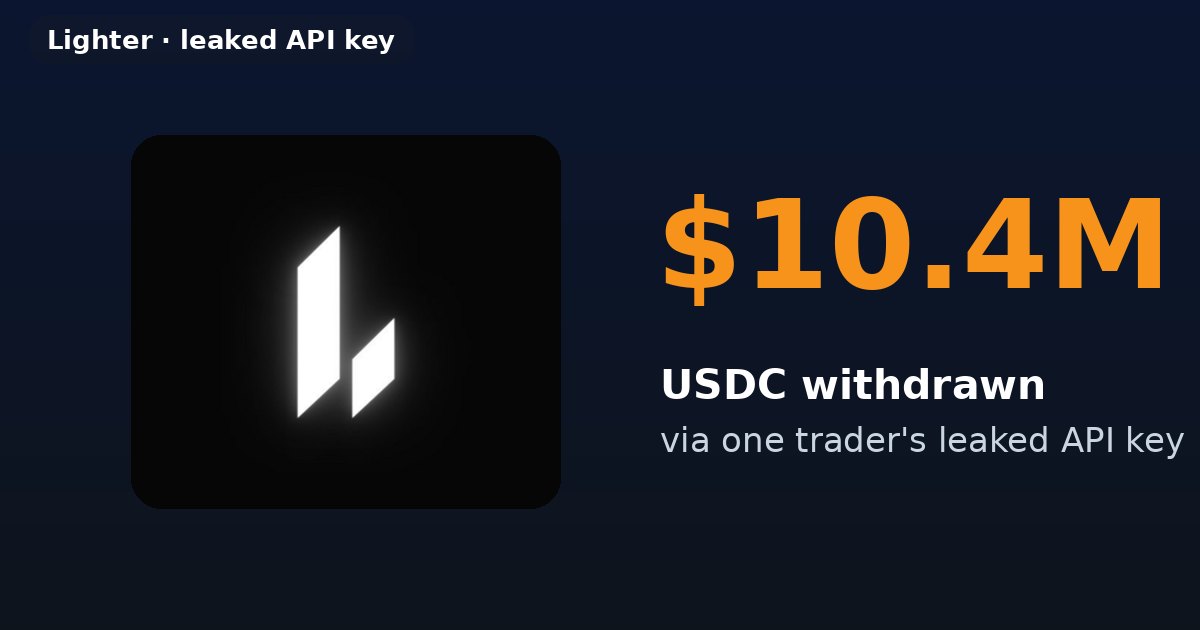 Lighter · leaked API key
$10.4M
USDC withdrawn
via one trader's leaked API key